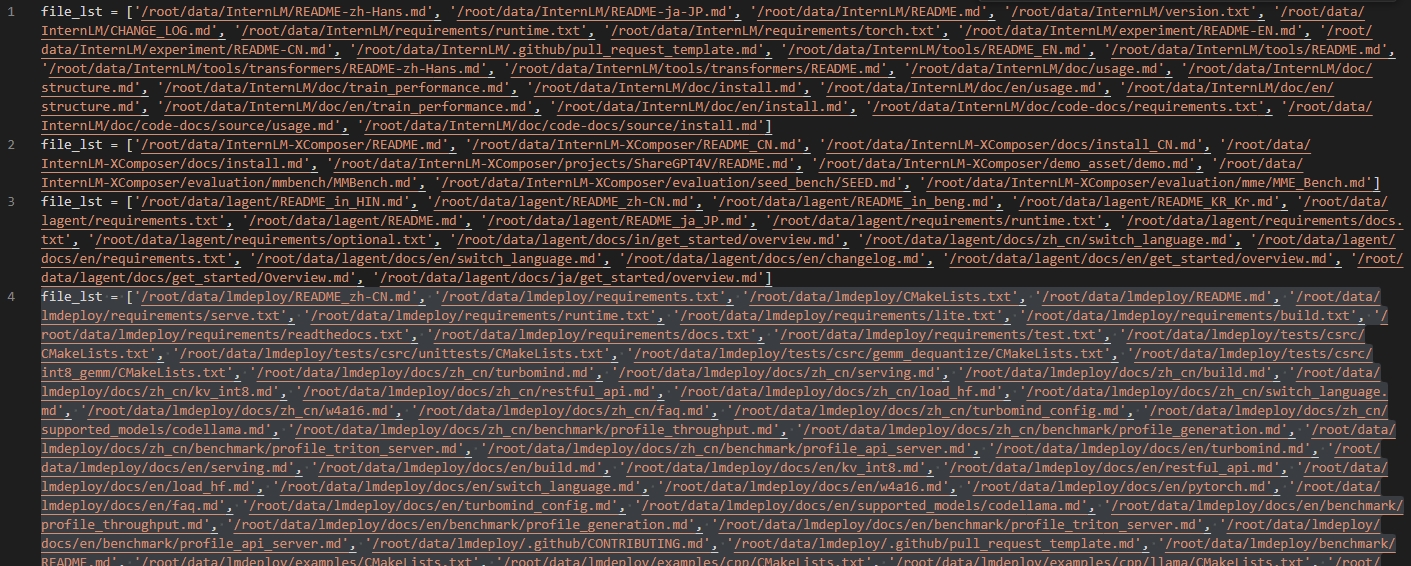 1 file_lst = ['/root/data/InternLM/README-zh-Hans.md', '/root/data/InternLM/README-ja-JP.md', '/root/data/InternLM/README.md', '/root/data/InternLM/version.txt', '/root/data/
InternLM/CHANGE_LOG.md', '/root/data/InternLM/requirements/runtime.txt', '/root/data/InternLM/requirements/torch.txt', '/root/data/InternLM/experiment/README-EN.md', '/root/
data/InternLM/experiment/README-CN.md', '/root/data/InternLM/.github/pull_request_template.md', '/root/data/InternLM/tools/README_EN.md', '/root/data/InternLM/tools/README.md',
'/root/data/InternLM/tools/transformers/README-zh-Hans.md', '/root/data/InternLM/tools/transformers/README.md', '/root/data/InternLM/doc/usage.md', '/root/data/InternLM/doc/
structure.md', '/root/data/InternLM/doc/train_performance.md', '/root/data/InternLM/doc/install.md', '/root/data/InternLM/doc/en/usage.md', '/root/data/InternLM/doc/en/
structure.md', '/root/data/InternLM/doc/en/train_performance.md', '/root/data/InternLM/doc/en/install.md', '/root/data/InternLM/doc/code-docs/requirements.txt', '/root/data/
InternLM/doc/code-docs/source/usage.md', '/root/data/InternLM/doc/code-docs/source/install.md']
2 file_lst = ['/root/data/InternLM-XComposer/README.md', '/root/data/InternLM-XComposer/README_CN.md', '/root/data/InternLM-XComposer/docs/install_CN.md', '/root/data/
InternLM-XComposer/docs/install.md', '/root/data/InternLM-XComposer/projects/ShareGPT4V/README.md', '/root/data/InternLM-XComposer/demo_asset/demo.md', '/root/data/
InternLM-XComposer/evaluation/mmbench/MMBench.md', '/root/data/InternLM-XComposer/evaluation/seed_bench/SEED.md', '/root/data/InternLM-XComposer/evaluation/mme/MME_Bench.md']
3 file_lst = ['/root/data/lagent/README_in_HIN.md', '/root/data/lagent/README_zh-CN.md', '/root/data/lagent/README_in_beng.md', '/root/data/lagent/README_KR_Kr.md', '/root/data/
lagent/requirements.txt', '/root/data/lagent/README.md', '/root/data/lagent/README_ja_JP.md', '/root/data/lagent/requirements/runtime.txt', '/root/data/lagent/requirements/docs.
txt', '/root/data/lagent/requirements/optional.txt', '/root/data/lagent/docs/in/get_started/overview.md', '/root/data/lagent/docs/zh_cn/switch_language.md', '/root/data/lagent/
docs/en/requirements.txt', '/root/data/lagent/docs/en/switch_language.md', '/root/data/lagent/docs/en/changelog.md', '/root/data/lagent/docs/en/get_started/overview.md', '/root/
data/lagent/docs/get_started/Overview.md', '/root/data/lagent/docs/ja/get_started/overview.md']
4 file_lst = ['/root/data/lmdeploy/README_zh-CN.md', '/root/data/lmdeploy/requirements.txt', '/root/data/lmdeploy/CMakeLists.txt', '/root/data/lmdeploy/README.md', '/root/data/
lmdeploy/requirements/serve.txt', '/root/data/lmdeploy/requirements/runtime.txt', '/root/data/lmdeploy/requirements/lite.txt', '/root/data/lmdeploy/requirements/build.txt', '/
root/data/lmdeploy/requirements/readthedocs.txt', '/root/data/lmdeploy/requirements/docs.txt', '/root/data/lmdeploy/requirements/test.txt', '/root/data/lmdeploy/tests/csrc/
CMakeLists.txt', '/root/data/lmdeploy/tests/csrc/unittests/CMakeLists.txt', '/root/data/lmdeploy/tests/csrc/gemm_dequantize/CMakeLists.txt', '/root/data/lmdeploy/tests/csrc/
int8_gemm/CMakeLists.txt', '/root/data/lmdeploy/docs/zh_cn/turbomind.md', '/root/data/lmdeploy/docs/zh_cn/serving.md', '/root/data/lmdeploy/docs/zh_cn/build.md', '/root/data/
lmdeploy/docs/zh_cn/kv_int8.md', '/root/data/lmdeploy/docs/zh_cn/restful_api.md', '/root/data/lmdeploy/docs/zh_cn/load_hf.md', '/root/data/lmdeploy/docs/zh_cn/switch_language.
md', '/root/data/lmdeploy/docs/zh_cn/w4a16.md', '/root/data/lmdeploy/docs/zh_cn/faq.md', '/root/data/lmdeploy/docs/zh_cn/turbomind_config.md', '/root/data/lmdeploy/docs/zh_cn/
supported_models/codellama.md', '/root/data/lmdeploy/docs/zh_cn/benchmark/profile_throughput.md', '/root/data/lmdeploy/docs/zh_cn/benchmark/profile_generation.md', '/root/data/
lmdeploy/docs/zh_cn/benchmark/profile_triton_server.md', '/root/data/lmdeploy/docs/zh_cn/benchmark/profile_api_server.md', '/root/data/lmdeploy/docs/en/turbomind.md', '/root/
data/lmdeploy/docs/en/serving.md', '/root/data/lmdeploy/docs/en/build.md', '/root/data/lmdeploy/docs/en/kv_int8.md', '/root/data/lmdeploy/docs/en/restful_api.md', '/root/data/
lmdeploy/docs/en/load_hf.md', '/root/data/lmdeploy/docs/en/switch_language.md', '/root/data/lmdeploy/docs/en/w4a16.md', '/root/data/lmdeploy/docs/en/pytorch.md', '/root/data/
lmdeploy/docs/en/faq.md', '/root/data/lmdeploy/docs/en/turbomind_config.md', '/root/data/lmdeploy/docs/en/supported_models/codellama.md', '/root/data/lmdeploy/docs/en/benchmark/
profile_throughput.md', '/root/data/lmdeploy/docs/en/benchmark/profile_generation.md', '/root/data/lmdeploy/docs/en/benchmark/profile_triton_server.md', '/root/data/lmdeploy/
docs/en/benchmark/profile_api_server.md', '/root/data/lmdeploy/.github/CONTRIBUTING.md', '/root/data/lmdeploy/.github/pull_request_template.md', '/root/data/lmdeploy/benchmark/
README.md', '/root/data/lmdeploy/examples/CMakeLists.txt', '/root/data/lmdeploy/examples/cpp/CMakeLists.txt', '/root/data/lmdeploy/examples/cpp/llama/CMakeLists.txt', '/root/